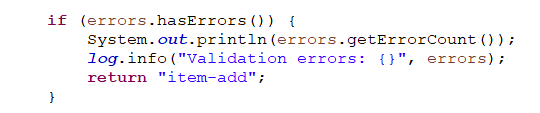 if (errors.hasErrors()) {
    System.out.println(errors.getErrorCount());
    log.info("Validation errors: {}", errors);
    return "item-add";
}